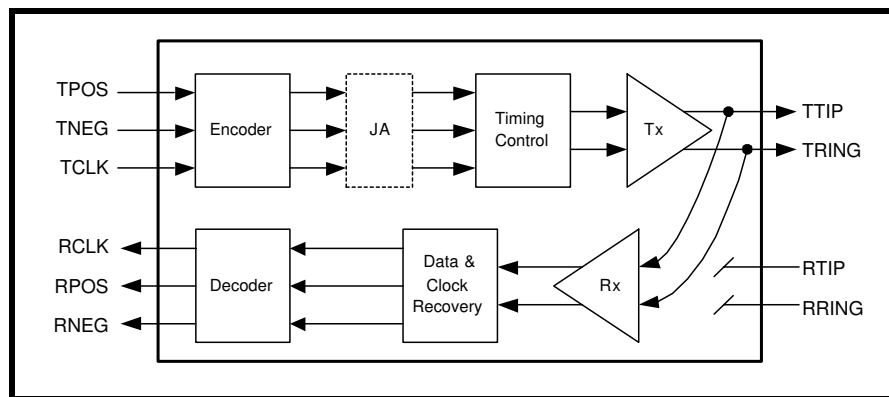 TPOS
TNEG
TCLK
Encoder
JA
Timing
Control
Tx
TTIP
TRING
RCLK
RPOS
RNEG
Decoder
Data &
Clock
Recovery
Rx
RTIP
RRING